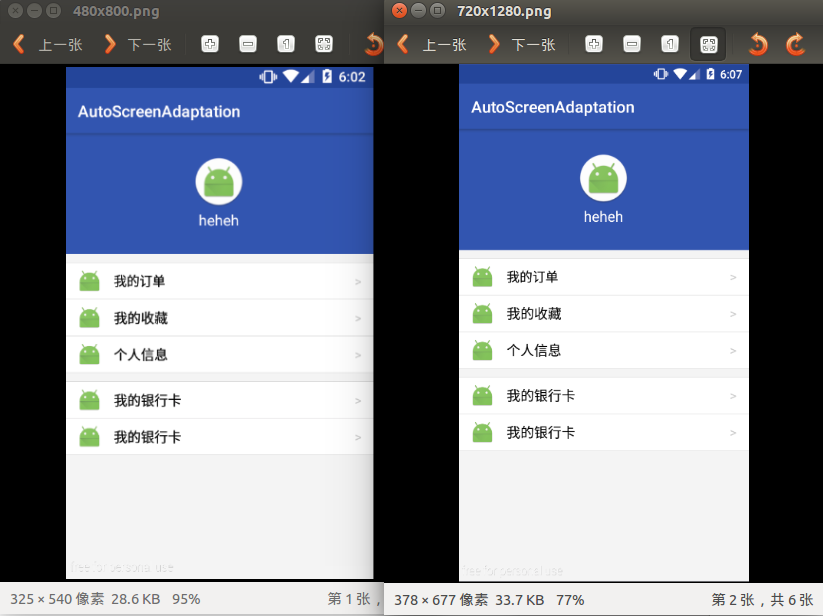 480x800.png
上一张 下一张
6:02
AutoScreenAdaptation
heheh
我的订单 >
我的收藏 >
个人信息 >
我的银行卡 >
我的银行卡 >
free for personal use
325 × 540 像素 28.6 KB 95% 第 1 张 ,
720x1280.png
上一张 下一张
6:07
AutoScreenAdaptation
heheh
我的订单 >
我的收藏 >
个人信息 >
我的银行卡 >
我的银行卡 >
free for personal use
378 × 677 像素 33.7 KB 77% 第 2 张 , 共 6 张